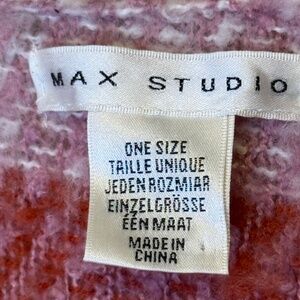 MAX STUDIO
ONE SIZE
TAILLE UNIQUE
JEDEN ROZMIAR
EINZELGRÖSSE
ÉÉN MAAT
MADE IN
CHINA